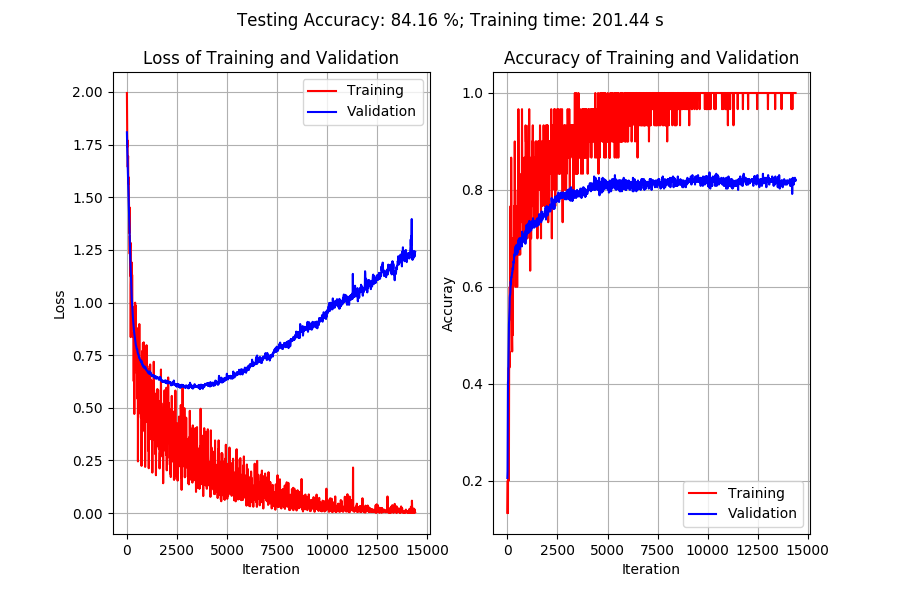 Testing Accuracy: 84.16 %; Training time: 201.44 s
Loss of Training and Validation
Training
Validation
2.00
1.75
1.50
1.25
1.00
0.75
0.50
0.25
0.00
Loss
0 2500 5000 7500 10000 12500 15000
Iteration
Accuracy of Training and Validation
1.0
0.8
0.6
0.4
0.2
Accuray
Training
Validation
0 2500 5000 7500 10000 12500 15000
Iteration